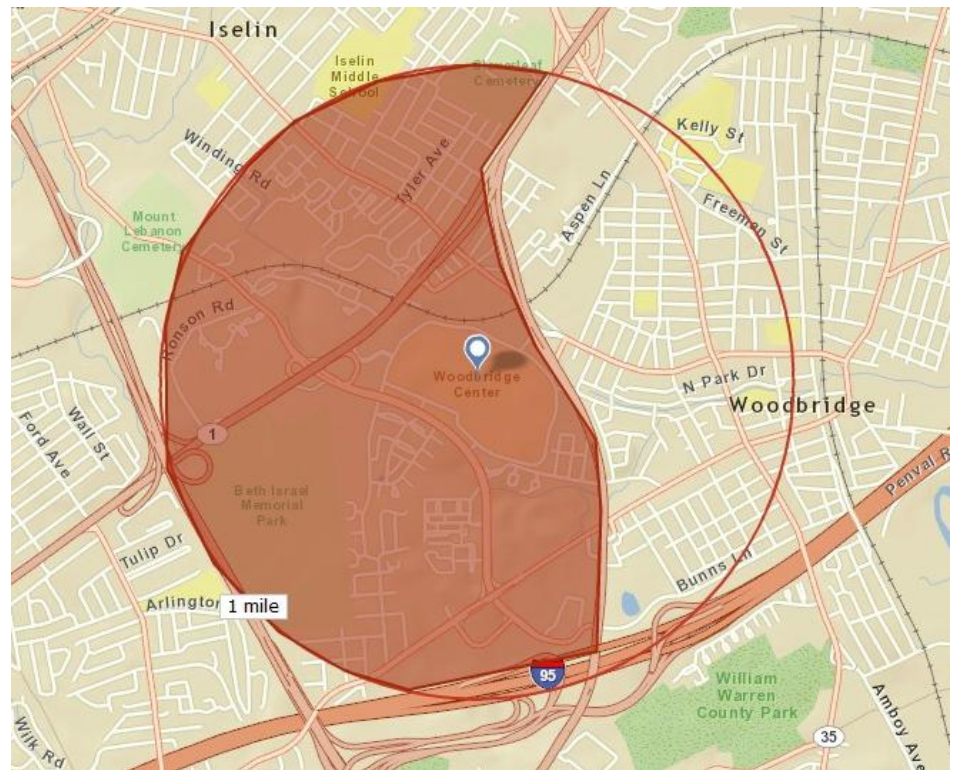 Iselin
Iselin
Middle
School
Cloverleaf
Cemetery
Kelly St
Winding Rd
Tyler Ave
Aspen Ln
Freemen St
Mount
Lebanon
Cemetery
Ronson Rd
Woodbridge
Center
N Park Dr
Woodbridge
Ford Ave
Wall St
1
Beth Israel
Memorial
Park
Penval R
Tulip Dr
Bunns Ln
Arlington
1 mile
95
William
Warren
County Park
Amboy Ave
35
Wilk Rd